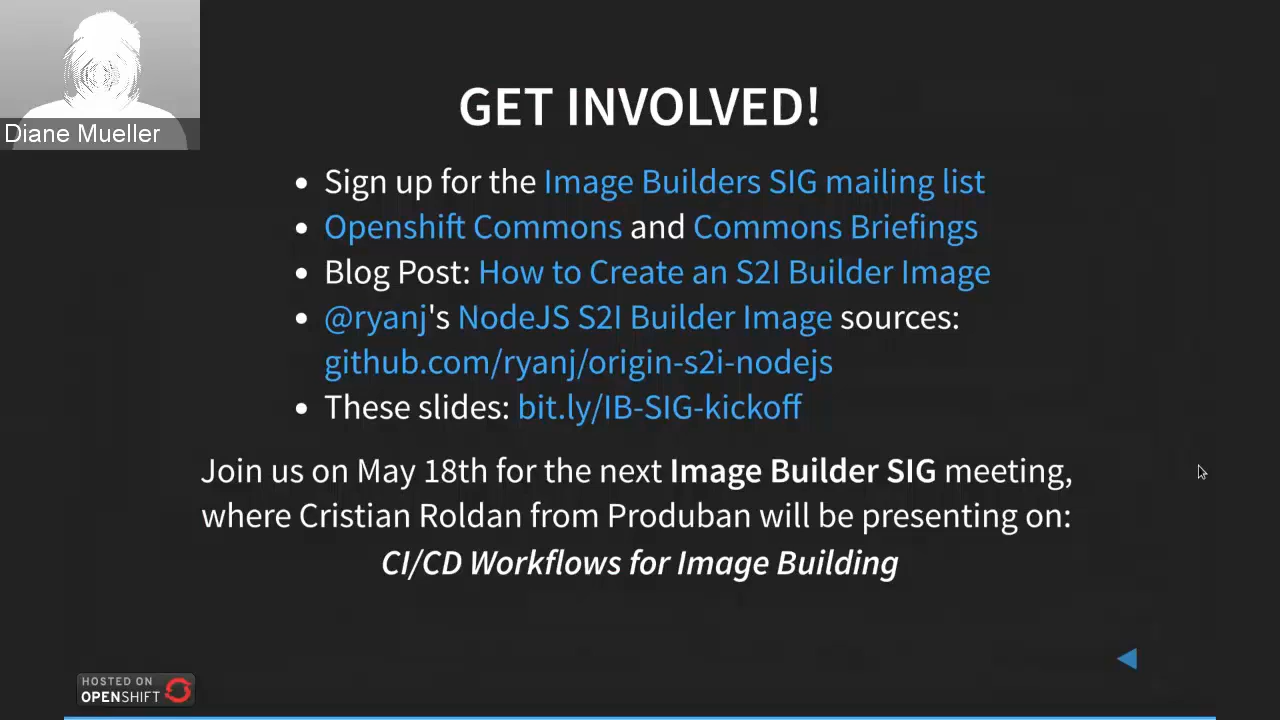 Diane Mueller
GET INVOLVED!
• Sign up for the Image Builders SIG mailing list
• Openshift Commons and Commons Briefings
• Blog Post: How to Create an S2I Builder Image
• @ryanj's NodeJS S2I Builder Image sources:
github.com/ryanj/origin-s2i-nodejs
• These slides: bit.ly/IB-SIG-kickoff
Join us on May 18th for the next Image Builder SIG meeting,
where Cristian Roldan from Produban will be presenting on:
CI/CD Workflows for Image Building
HOSTED ON
OPENSHIFT